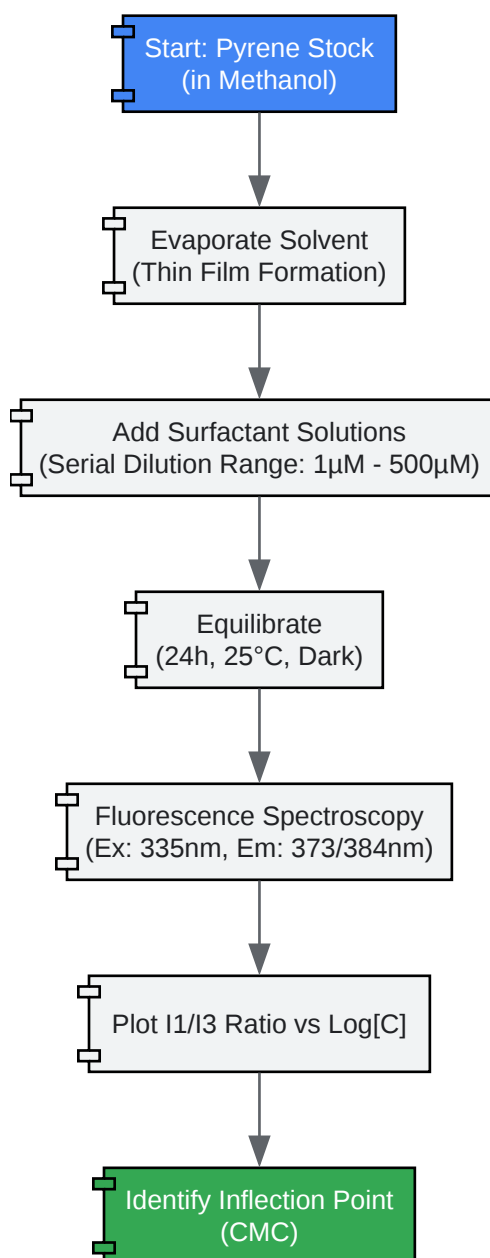 Start: Pyrene Stock
(in Methanol)
Evaporate Solvent
(Thin Film Formation)
Add Surfactant Solutions
(Serial Dilution Range: 1µM - 500µM)
Equilibrate
(24h, 25°C, Dark)
Fluorescence Spectroscopy
(Ex: 335nm, Em: 373/384nm)
Plot I1/I3 Ratio vs Log[C]
Identify Inflection Point
(CMC)